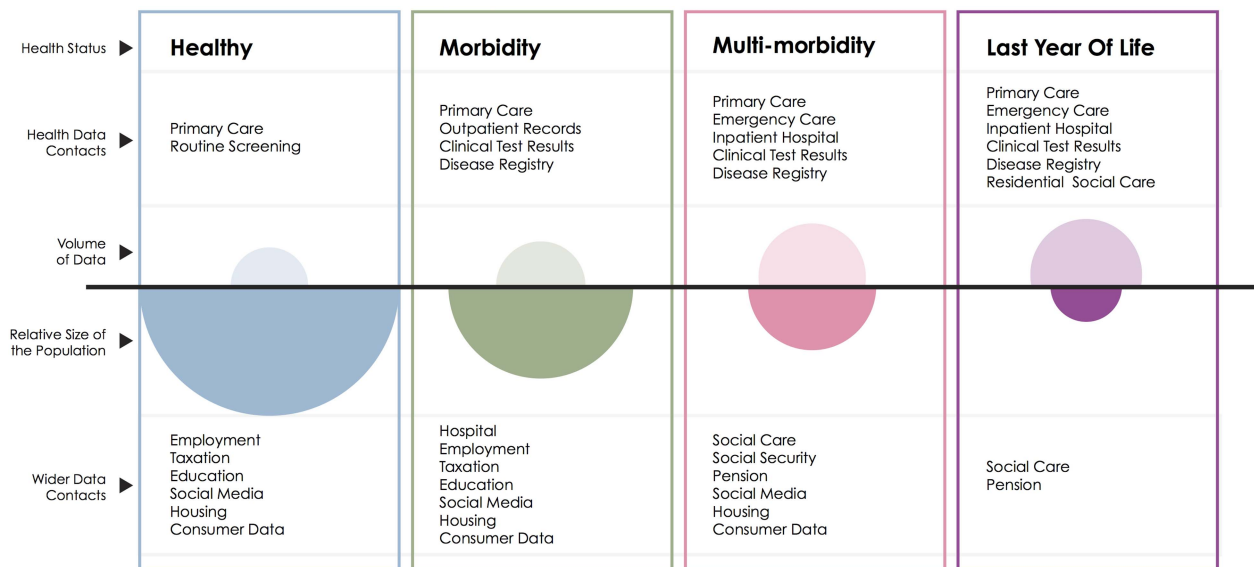 Health Status
Healthy
Morbidity
Multi-morbidity
Last Year Of Life
Health Data
Contacts
Primary Care
Routine Screening
Primary Care
Outpatient Records
Clinical Test Results
Disease Registry
Primary Care
Emergency Care
Inpatient Hospital
Clinical Test Results
Disease Registry
Primary Care
Emergency Care
Inpatient Hospital
Clinical Test Results
Disease Registry
Residential Social Care
Volume
of Data
Relative Size of
the Population
Wider Data
Contacts
Employment
Taxation
Education
Social Media
Housing
Consumer Data
Hospital
Employment
Taxation
Education
Social Media
Housing
Consumer Data
Social Care
Social Security
Pension
Social Media
Housing
Consumer Data
Social Care
Pension